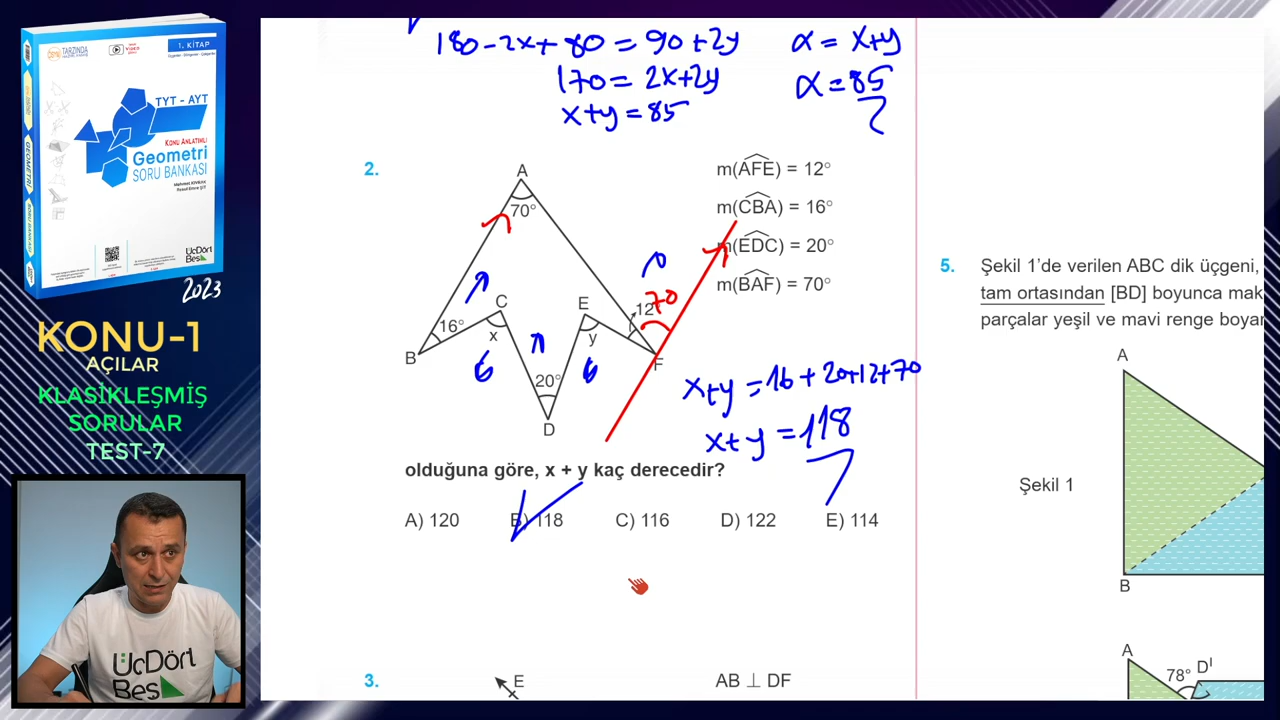 TARZINDA
1. KİTAP
TYT - AYT
KONU ANLATIMLI
Geometri
SORU BANKASI
GEOMETRİ
ÜçDört
Beş
2023
KONU-1
AÇILAR
KLASİKLEŞMİŞ
SORULAR
TEST-7
ÜçDört
Beş
180-2x+80=90+2y
170=2x+2y
x+y=85
α=x+y
α=85
2.
A
70°
B
16°
C
x
D
20°
E
y
F
12
70
m(AFE) = 12°
m(CBA) = 16°
m(EDC) = 20°
m(BAF) = 70°
x+y=16+20+12+70
x+y=118
olduğuna göre, x + y kaç derecedir?
A) 120 B) 118 C) 116 D) 122 E) 114
3.
E
AB ⊥ DF
5. Şekil 1'de verilen ABC dik üçgeni,
tam ortasından [BD] boyunca mak
parçalar yeşil ve mavi renge boyar
A
Şekil 1
B
A
78°
D'